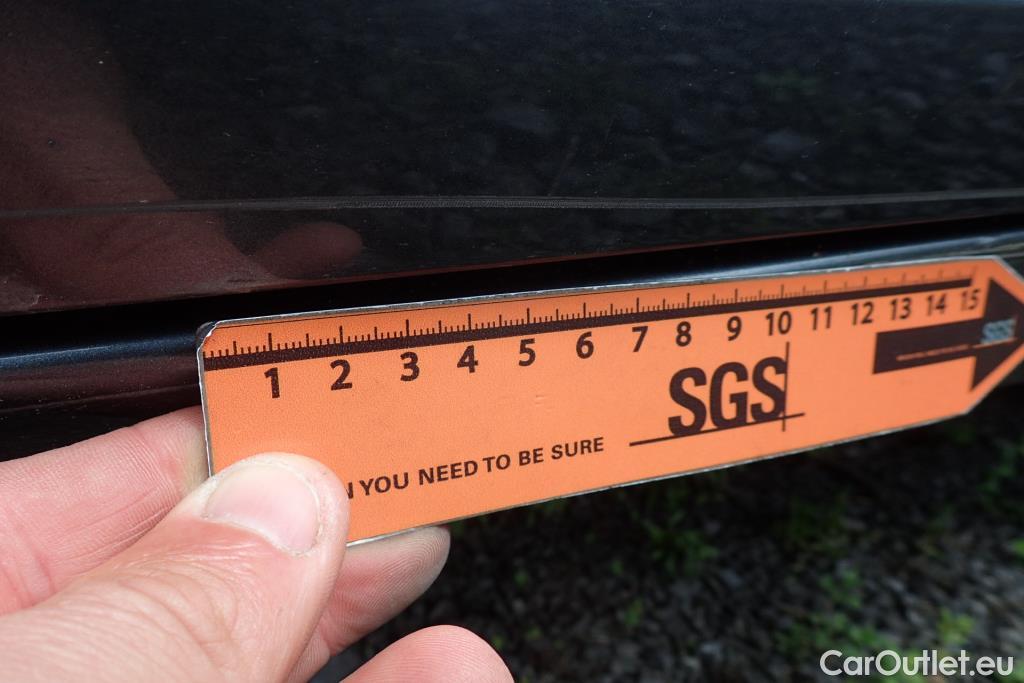 1 2 3 4 5 6 7 8 9 10 11 12 13 14 15
SGS
SGS
YOU NEED TO BE SURE
CarOutlet.eu